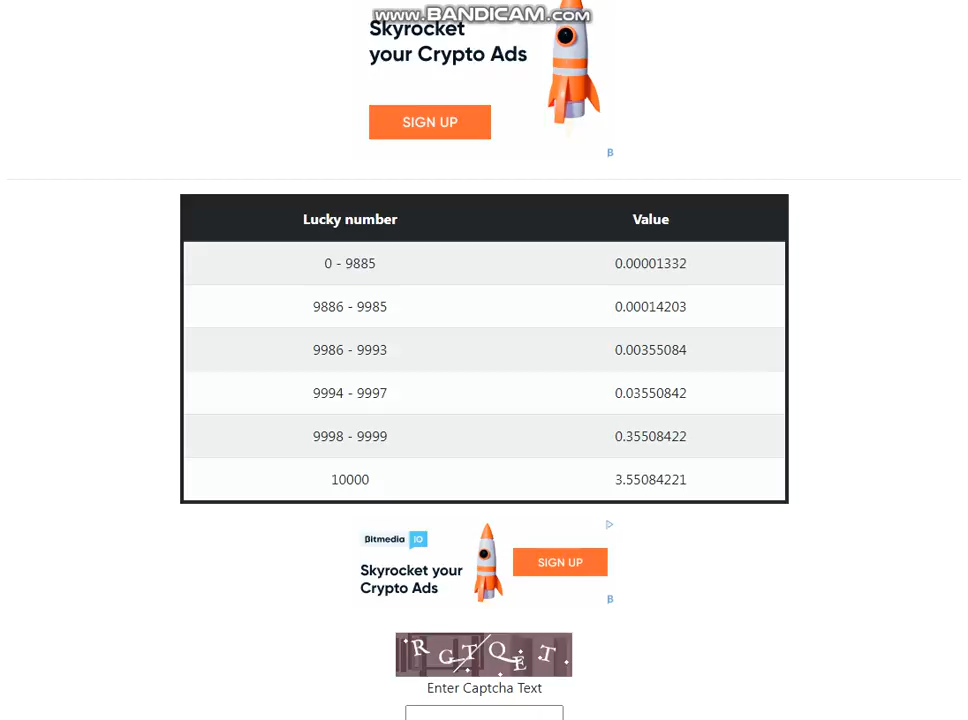 www.BANDICAM.com
Skyrocket
your Crypto Ads
SIGN UP
B
Lucky number Value
0 - 9885 0.00001332
9886 - 9985 0.00014203
9986 - 9993 0.00355084
9994 - 9997 0.03550842
9998 - 9999 0.35508422
10000 3.55084221
Bitmedia IO
Skyrocket your
Crypto Ads
SIGN UP
B
RGTQET
Enter Captcha Text